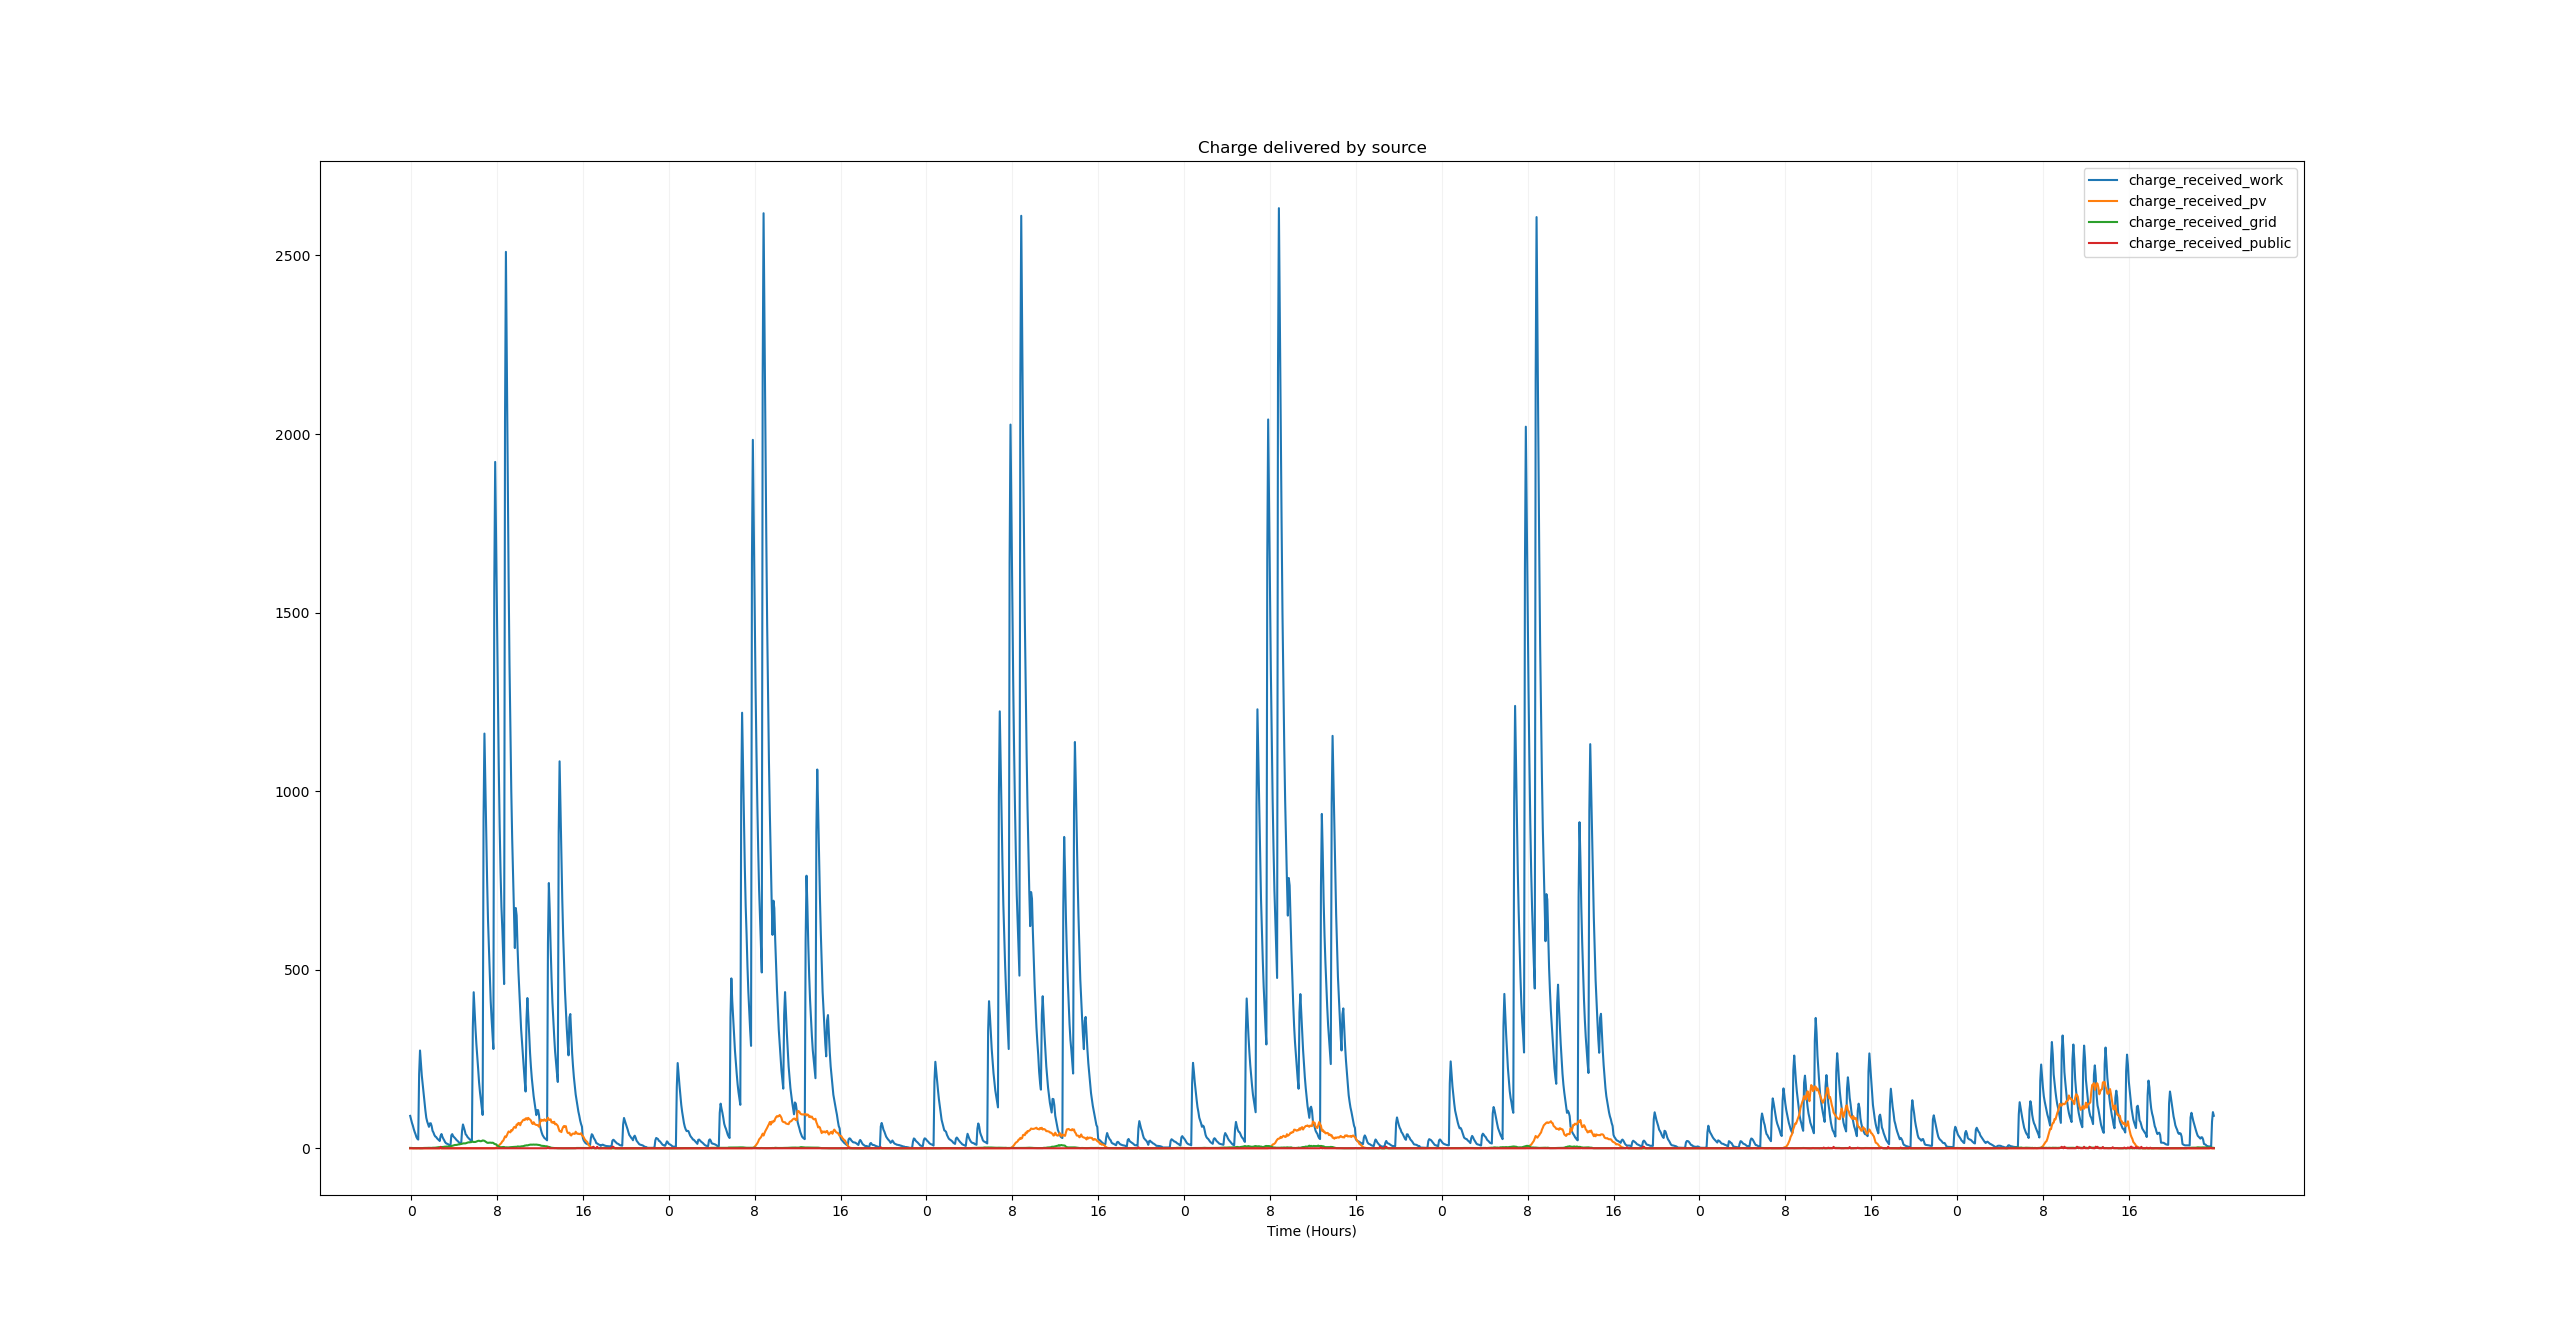 Charge delivered by source
charge_received_work
charge_received_pv
charge_received_grid
charge_received_public
2500
2000
1500
1000
500
0
0 8 16 0 8 16 0 8 16 0 8 16 0 8 16 0 8 16 0 8 16
Time (Hours)